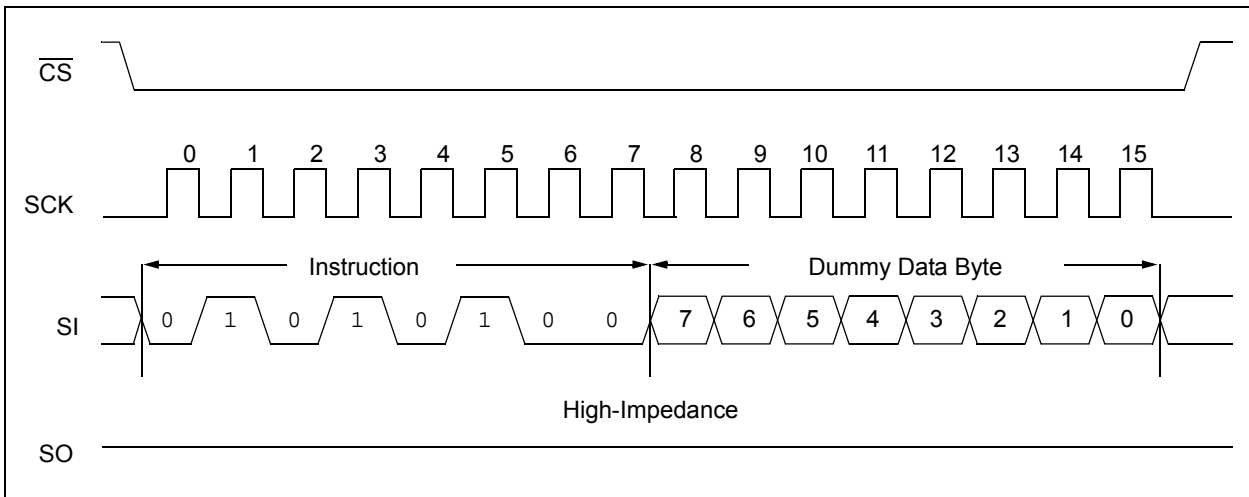 CS
0 1 2 3 4 5 6 7 8 9 10 11 12 13 14 15
SCK
Instruction Dummy Data Byte
SI 0 1 0 1 0 1 0 0 7 6 5 4 3 2 1 0
High-Impedance
SO